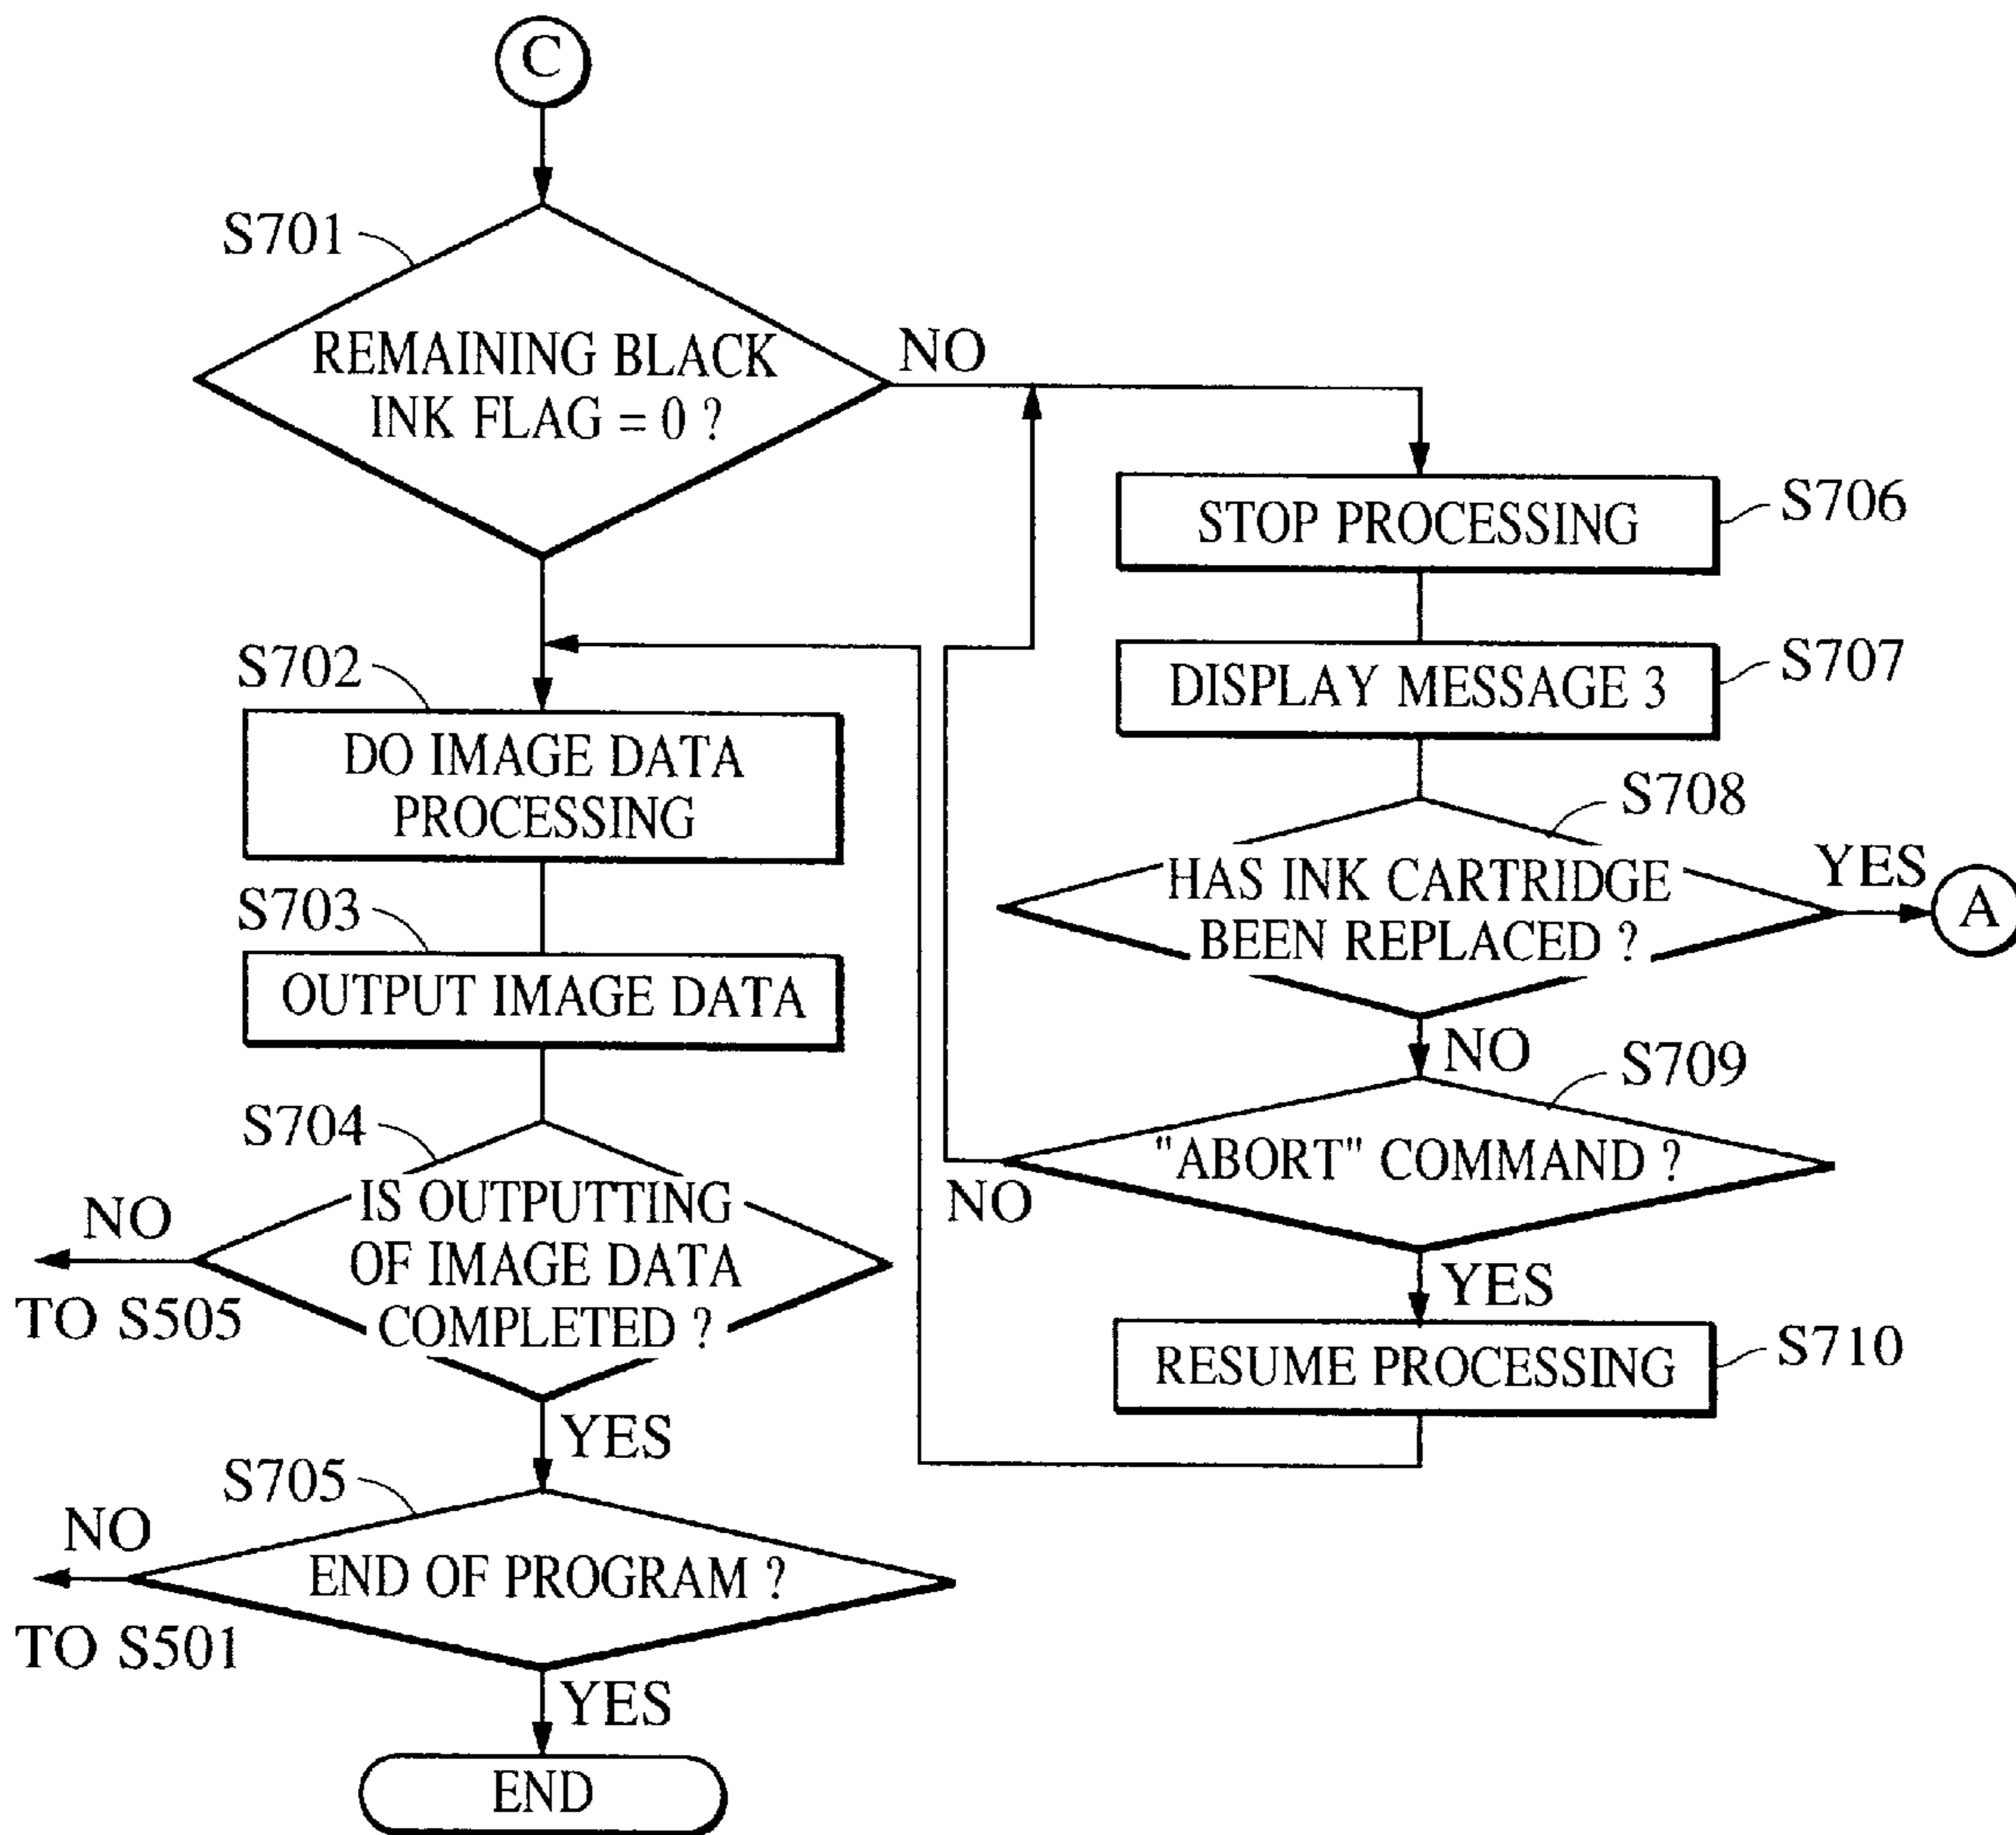 C
S701
REMAINING BLACK
INK FLAG = 0 ?
NO
S702
DO IMAGE DATA
PROCESSING
S703
OUTPUT IMAGE DATA
S704
IS OUTPUTTING
OF IMAGE DATA
COMPLETED ?
NO
TO S505
YES
S705
END OF PROGRAM ?
NO
TO S501
YES
END
STOP PROCESSING
S706
DISPLAY MESSAGE 3
S707
S708
HAS INK CARTRIDGE
BEEN REPLACED ?
YES
A
NO
S709
"ABORT" COMMAND ?
NO
YES
RESUME PROCESSING
S710